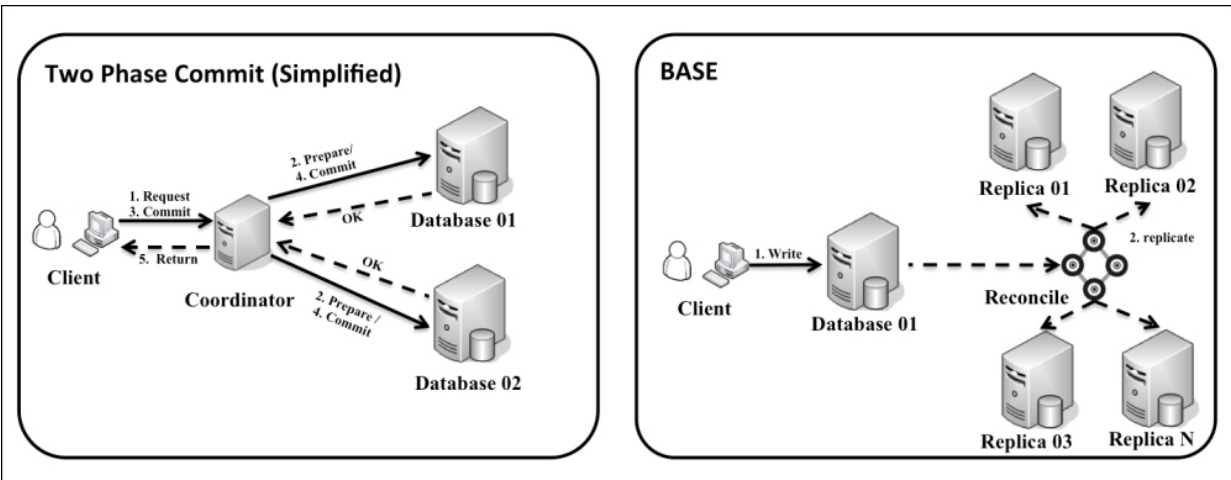 Two Phase Commit (Simplified)
2. Prepare/
4. Commit
1. Request
3. Commit
OK
Database 01
5. Return
Client
Coordinator
OK
2. Prepare /
4. Commit
Database 02
BASE
Replica 01
Replica 02
2. replicate
1. Write
Client
Database 01
Reconcile
Replica 03
Replica N